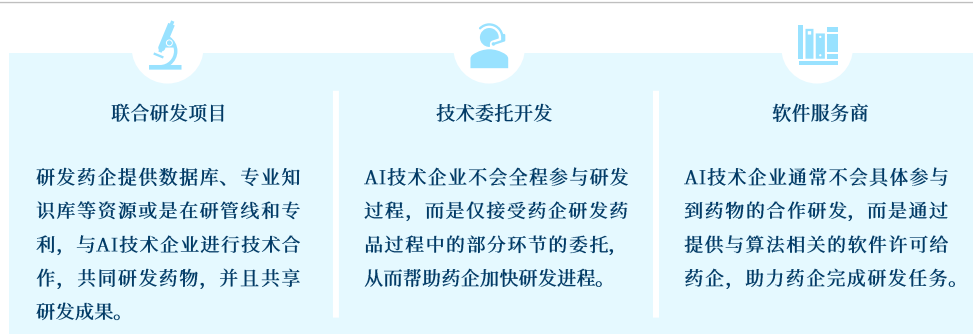 联合研发项目
研发药企提供数据库、专业知
识库等资源或是在研管线和专
利，与AI技术企业进行技术合
作，共同研发药物，并且共享
研发成果。
技术委托开发
AI技术企业不会全程参与研发
过程，而是仅接受药企研发药
品过程中的部分环节的委托，
从而帮助药企加快研发进程。
软件服务商
AI技术企业通常不会具体参与
到药物的合作研发，而是通过
提供与算法相关的软件许可给
药企，助力药企完成研发任务。